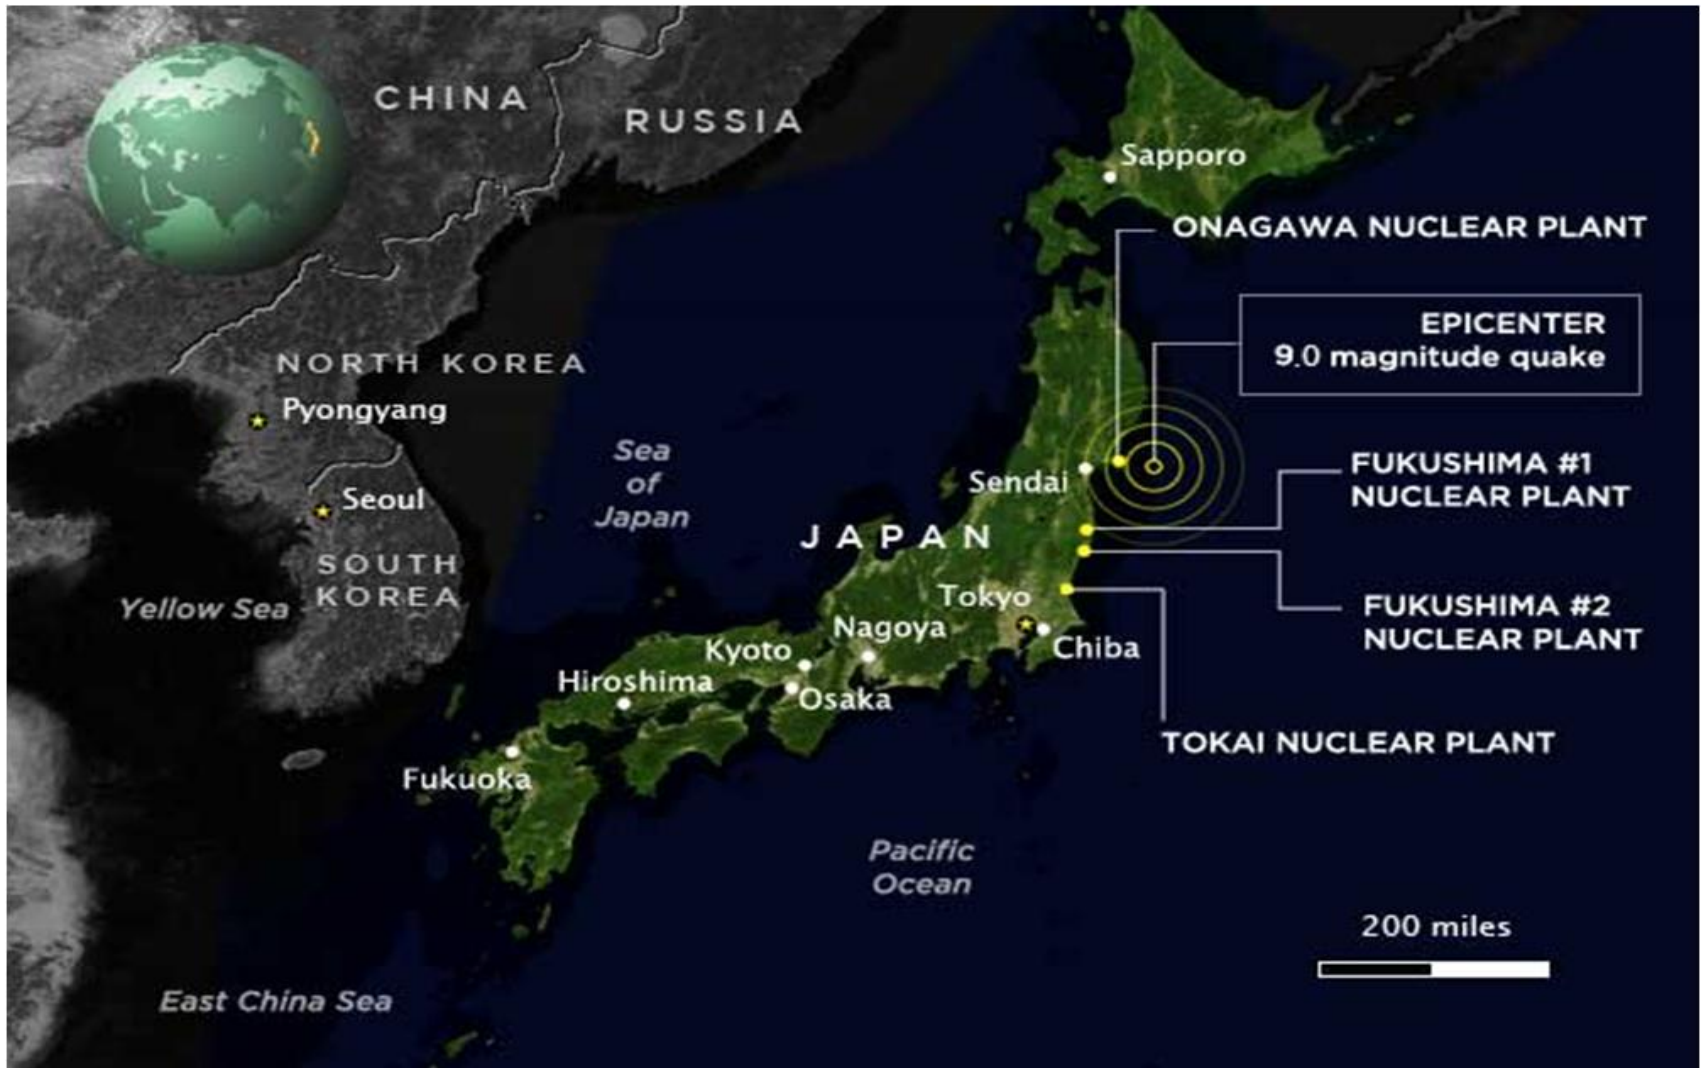 CHINA
RUSSIA
Sapporo
ONAGAWA NUCLEAR PLANT
EPICENTER
9.0 magnitude quake
NORTH KOREA
Pyongyang
Sea
of
Japan
Sendai
FUKUSHIMA #1
NUCLEAR PLANT
Seoul
JAPAN
SOUTH
KOREA
Yellow Sea
Tokyo
FUKUSHIMA #2
NUCLEAR PLANT
Nagoya
Kyoto
Chiba
Hiroshima
Osaka
TOKAI NUCLEAR PLANT
Fukuoka
Pacific
Ocean
200 miles
East China Sea